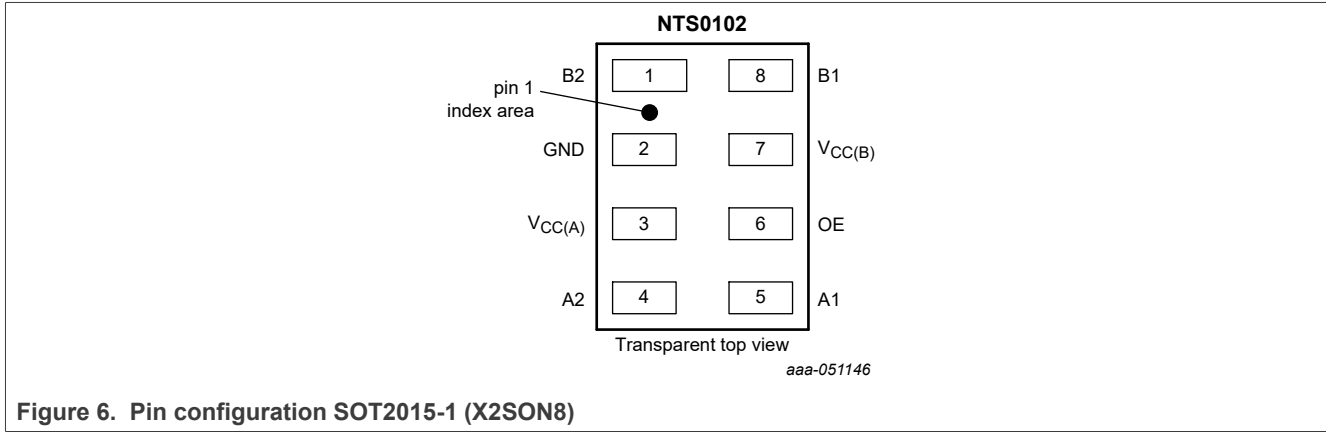 NTS0102
B2 1 8 B1
pin 1
index area
GND 2 7 VCC(B)
VCC(A) 3 6 OE
A2 4 5 A1
Transparent top view
aaa-051146
Figure 6. Pin configuration SOT2015-1 (X2SON8)